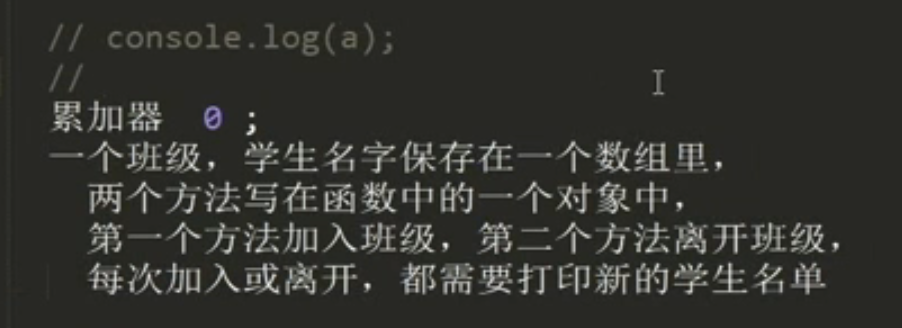 // console.log(a);
//
累加器  0 ;
一个班级，学生名字保存在一个数组里，
两个方法写在函数中的一个对象中，
第一个方法加入班级，第二个方法离开班级，
每次加入或离开，都需要打印新的学生名单